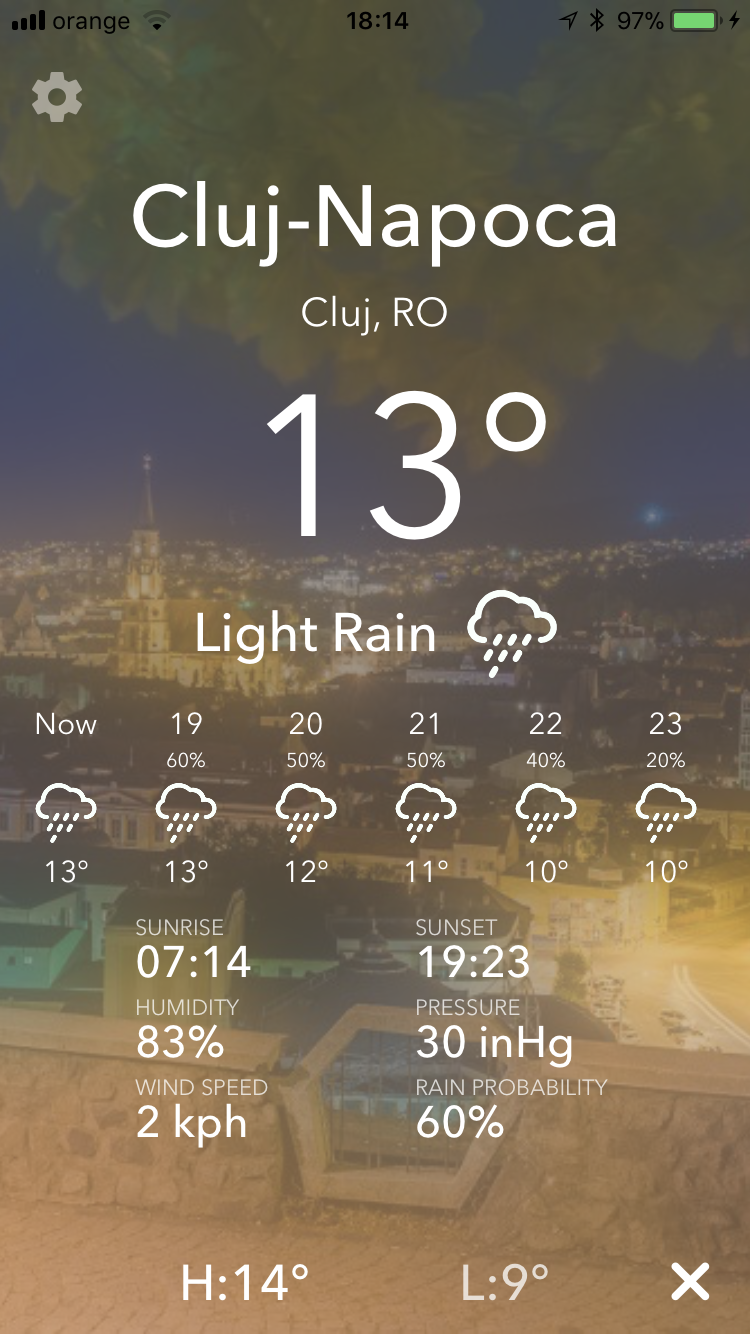 orange 18:14 97%
Cluj-Napoca
Cluj, RO
13°
Light Rain
Now 19 20 21 22 23
60% 50% 50% 40% 20%
13° 13° 12° 11° 10° 10°
SUNRISE SUNSET
07:14 19:23
HUMIDITY PRESSURE
83% 30 inHg
WIND SPEED RAIN PROBABILITY
2 kph 60%
H:14° L:9°